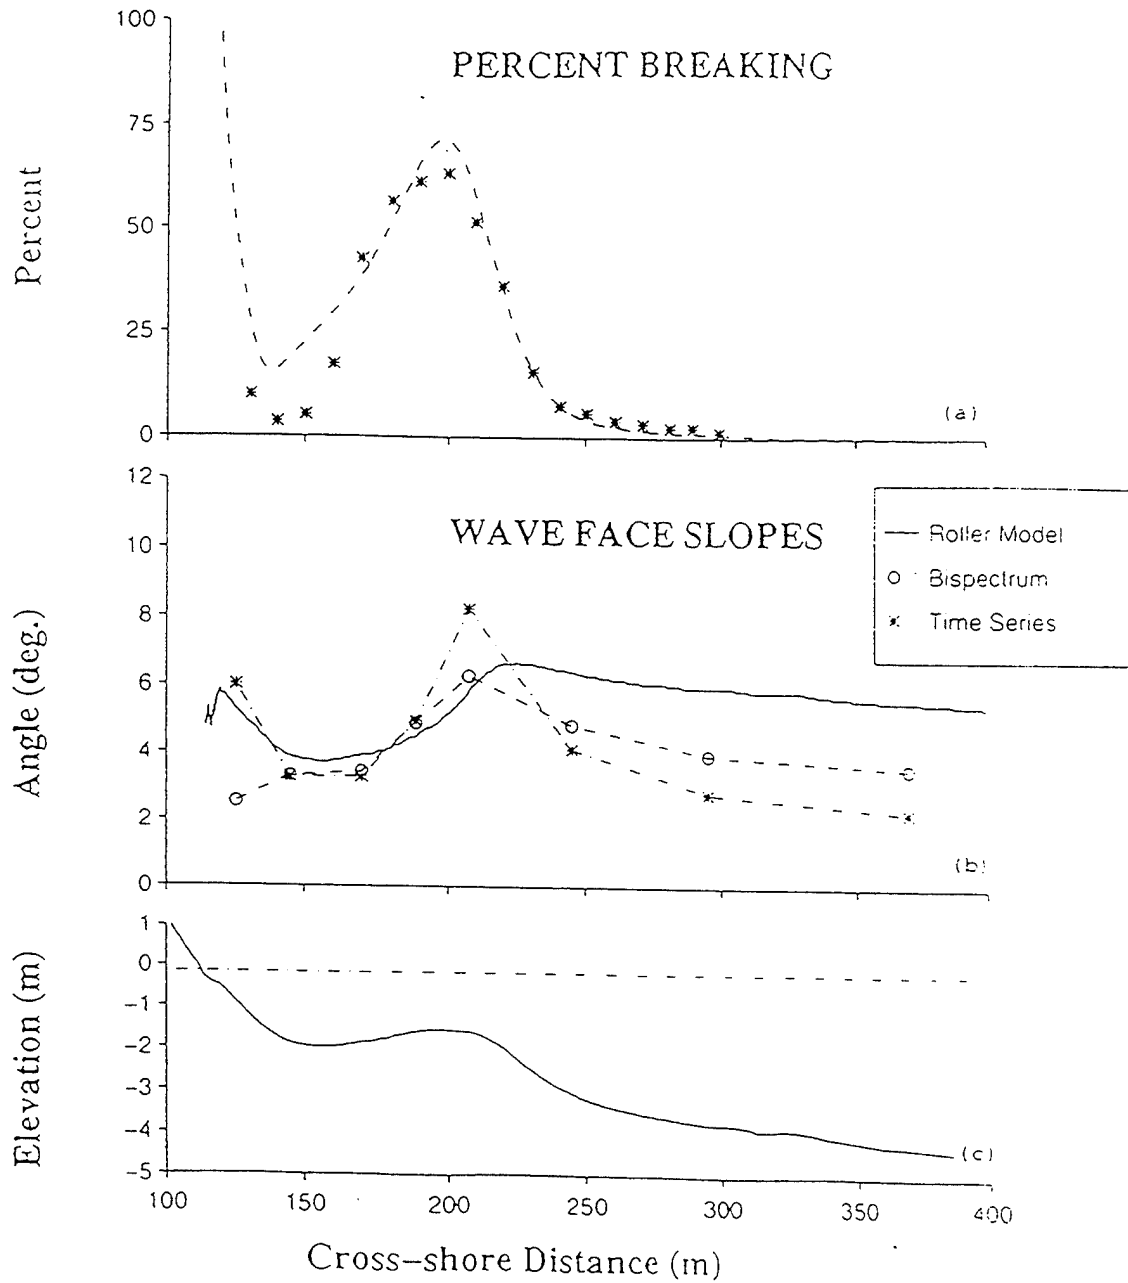 PERCENT BREAKING
Percent
100
75
50
25
0
(a)
WAVE FACE SLOPES
Angle (deg.)
12
10
8
6
4
2
0
Roller Model
Bispectrum
Time Series
(b)
Elevation (m)
1
0
-1
-2
-3
-4
-5
(c)
100 150 200 250 300 350 400
Cross-shore Distance (m)